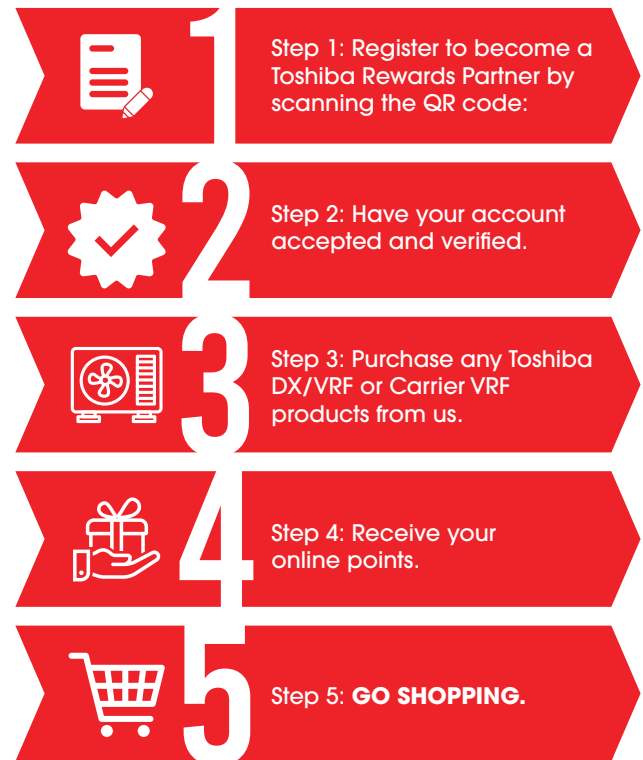 1
Step 1: Register to become a
Toshiba Rewards Partner by
scanning the QR code:
2
Step 2: Have your account
accepted and verified.
3
Step 3: Purchase any Toshiba
DX/VRF or Carrier VRF
products from us.
4
Step 4: Receive your
online points.
5
Step 5: GO SHOPPING.